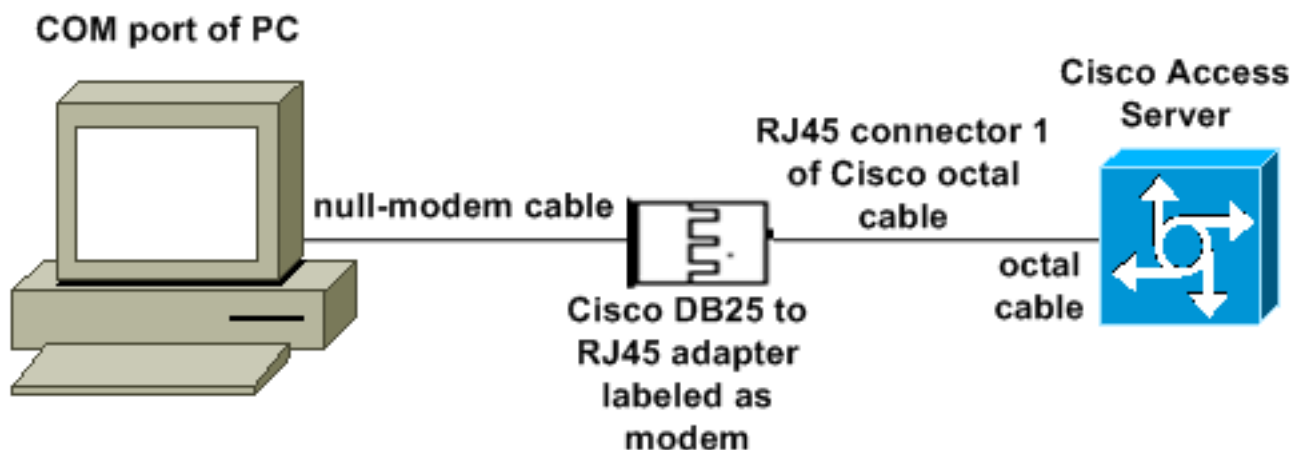 COM port of PC
Cisco Access
Server
RJ45 connector 1
of Cisco octal
cable
null-modem cable
octal
cable
Cisco DB25 to
RJ45 adapter
labeled as
modem